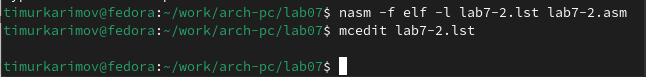 timurkarimov@fedora:~/work/arch-pc/lab07$ nasm -f elf -l lab7-2.lst lab7-2.asm
timurkarimov@fedora:~/work/arch-pc/lab07$ mcedit lab7-2.lst
timurkarimov@fedora:~/work/arch-pc/lab07$